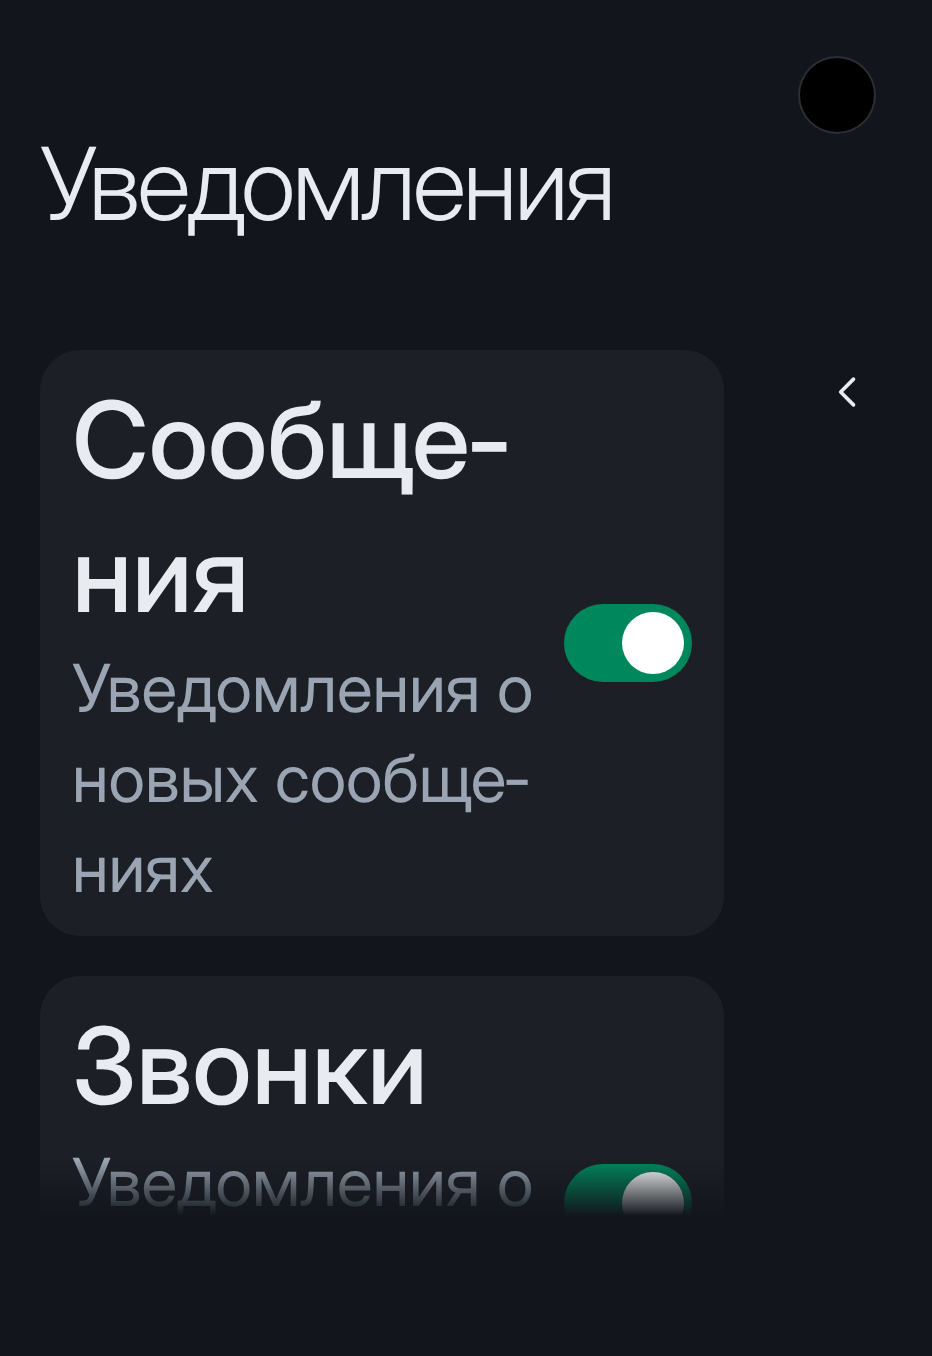 Уведомления
Сообще-
ния
Уведомления о
новых сообще-
ниях
Звонки
Уведомления о